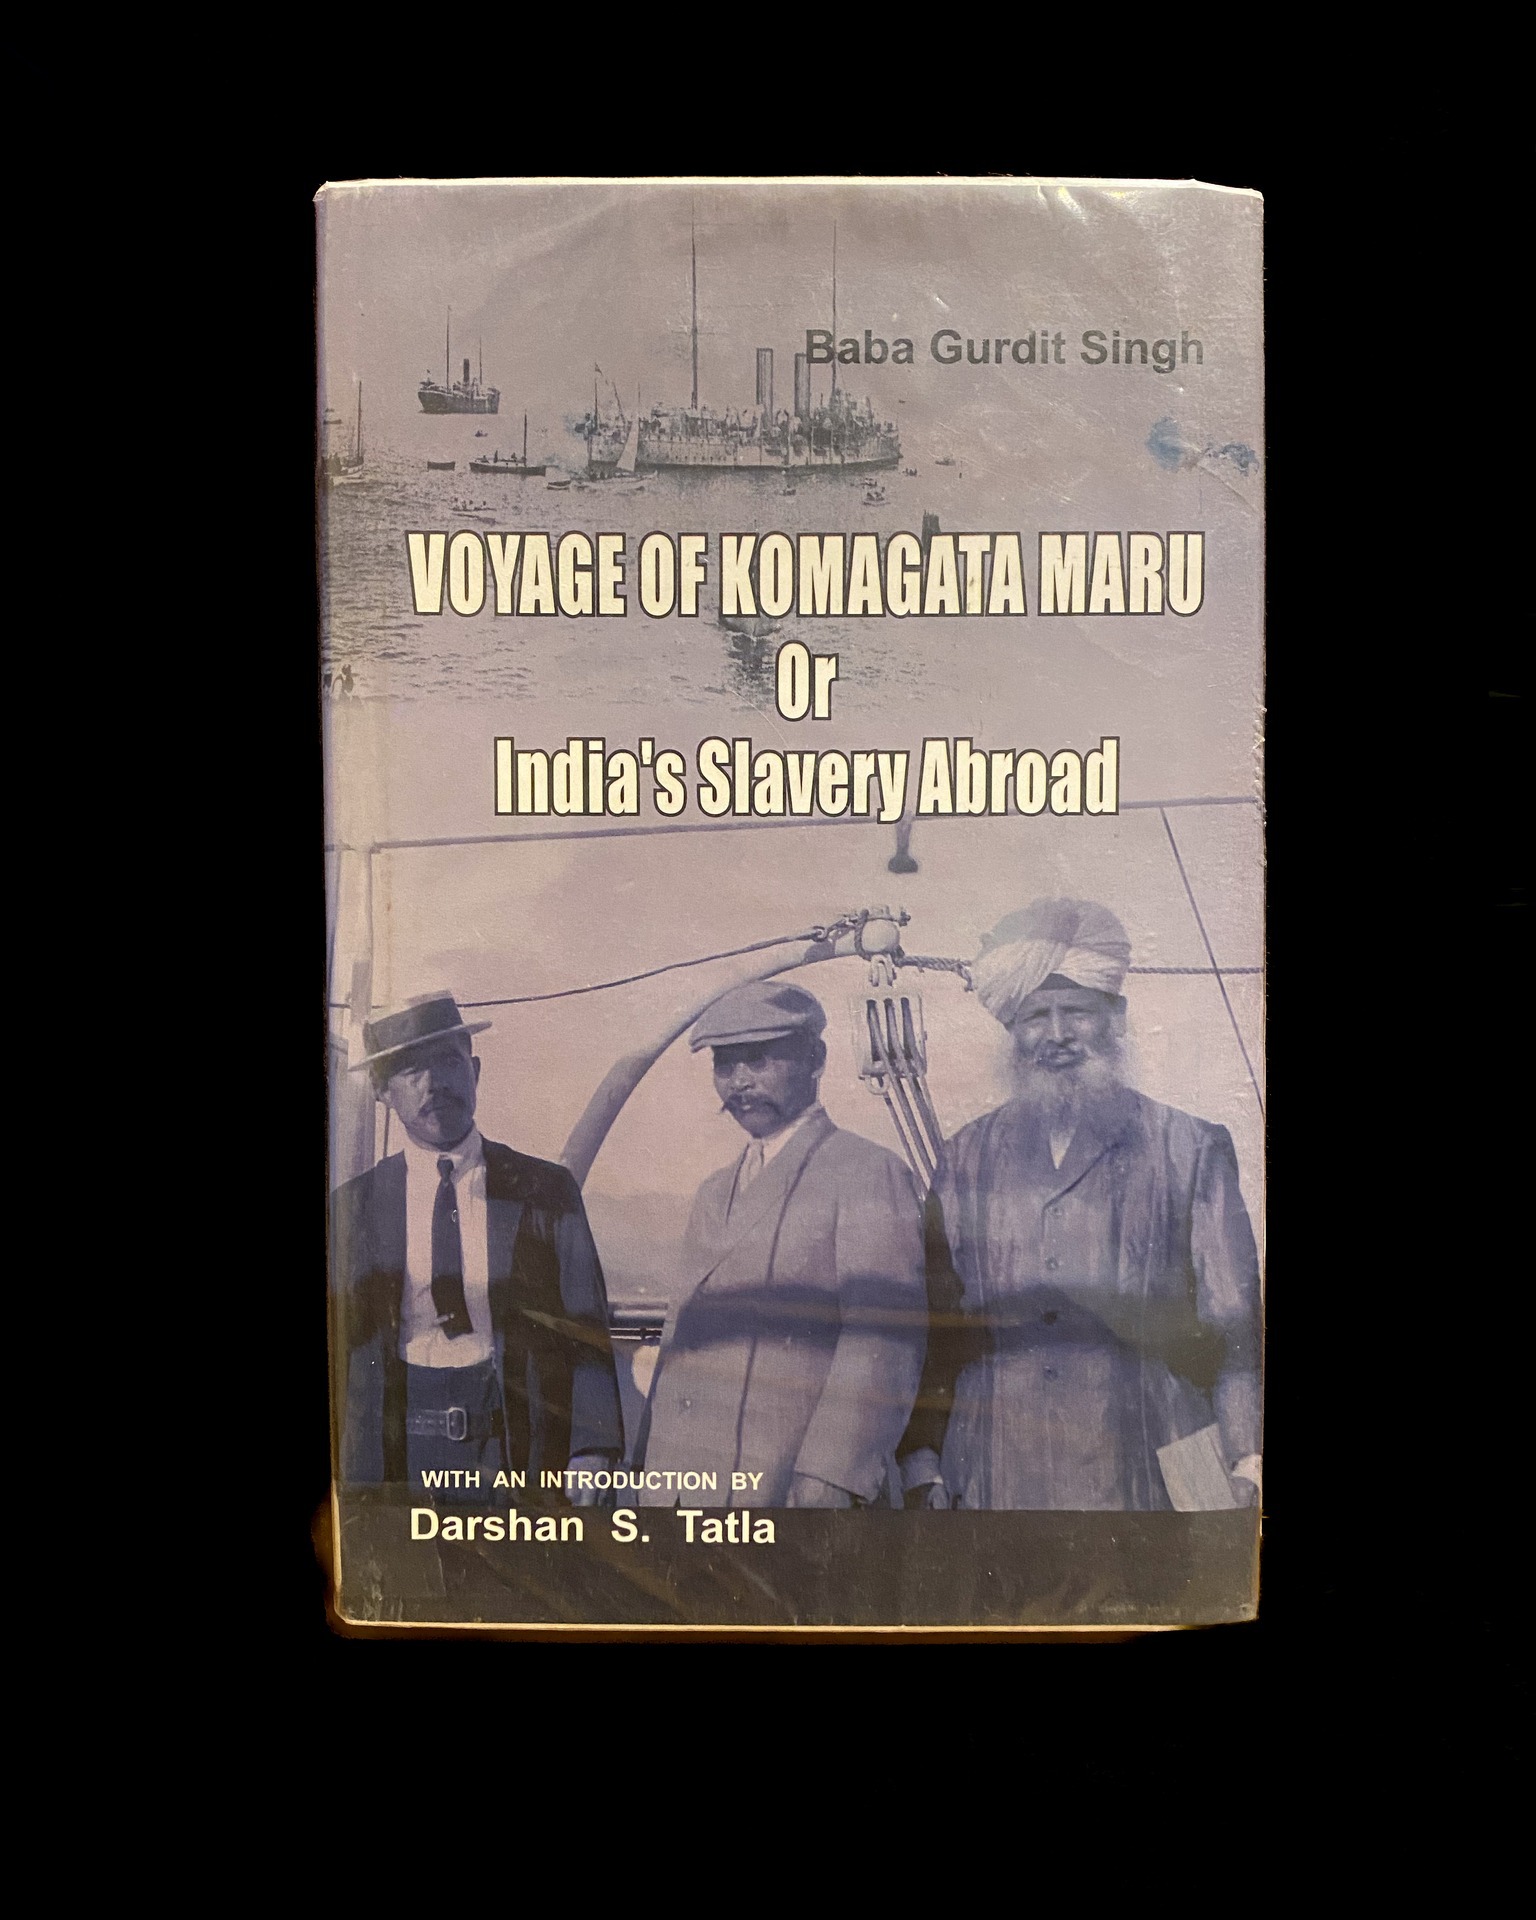 Baba Gurdit Singh
VOYAGE OF KOMAGATA MARU
Or
India's Slavery Abroad
WITH AN INTRODUCTION BY
Darshan S. Tatla